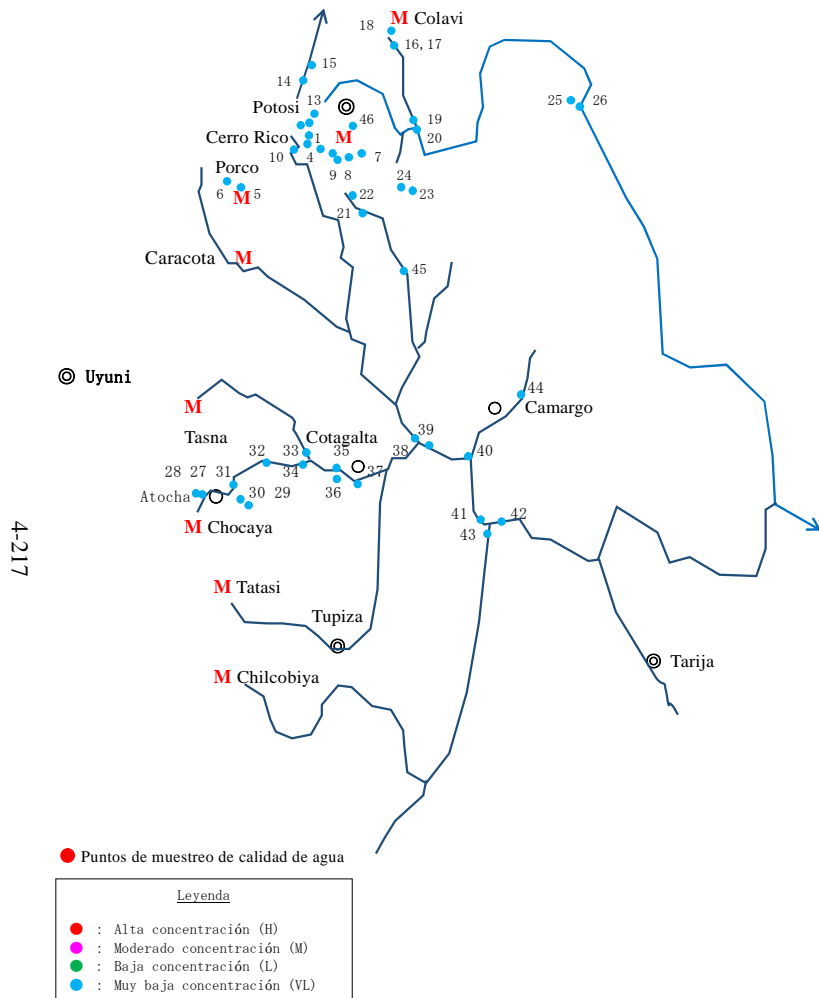 18
M Colavi
16, 17
15
14
13
Potosi
46
25
26
19
Cerro Rico
1
M
20
10
4
7
Porco
9
8
24
6
5
22
23
M
21
Caracota
M
45
Uyuni
44
M
Camargo
Tasna
Cotagalta
39
32
33
35
38
40
28
27
31
34
37
Atocha
30
29
36
M Chocaya
41
42
43
4-217
M Tatasi
Tupiza
Tarija
M Chilcobiya
Puntos de muestreo de calidad de agua
Leyenda
: Alta concentración (H)
: Moderado concentración (M)
: Baja concentración (L)
: Muy baja concentración (VL)